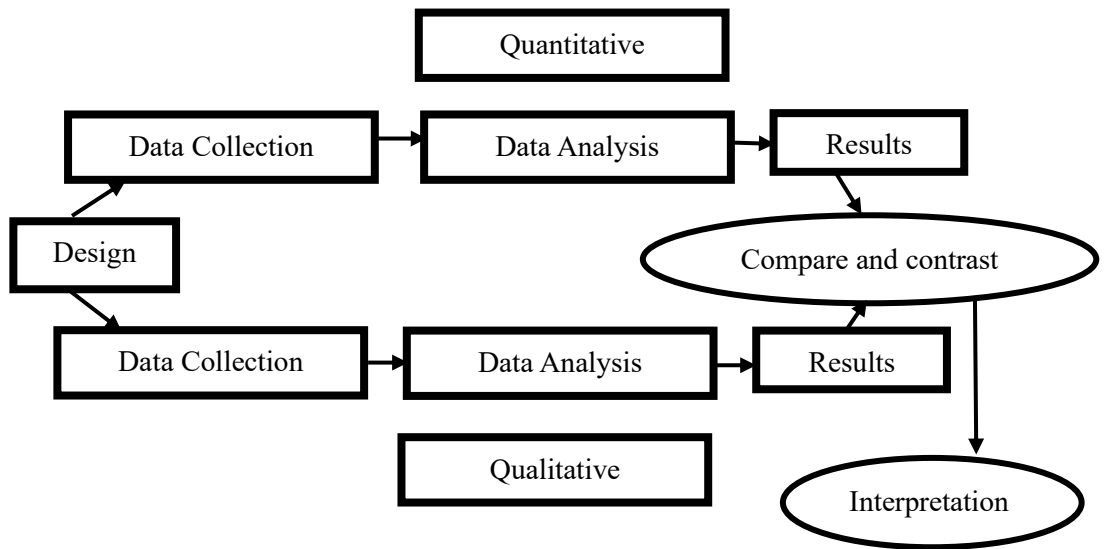 Quantitative
Data Collection
Data Analysis
Results
Design
Compare and contrast
Data Collection
Data Analysis
Results
Qualitative
Interpretation